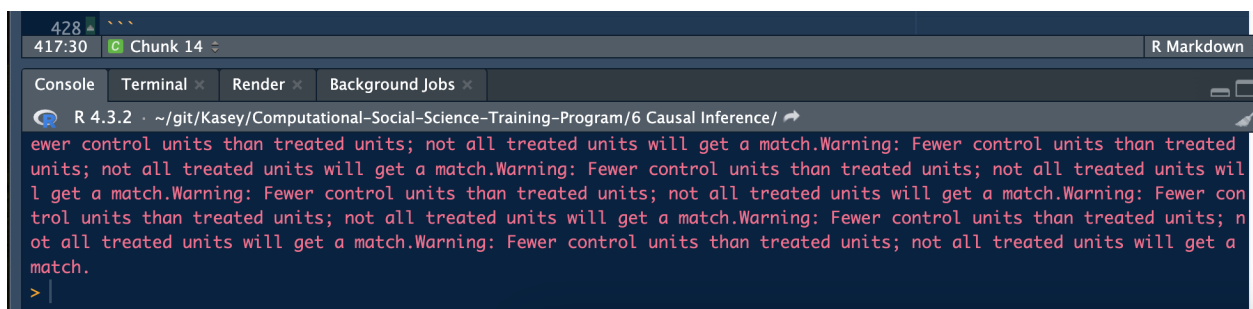 428 ```
417:30 C Chunk 14 R Markdown
Console Terminal Render Background Jobs
R 4.3.2 · ~/git/Kasey/Computational-Social-Science-Training-Program/6 Causal Inference/
ewer control units than treated units; not all treated units will get a match.Warning: Fewer control units than treated
units; not all treated units will get a match.Warning: Fewer control units than treated units; not all treated units wil
l get a match.Warning: Fewer control units than treated units; not all treated units will get a match.Warning: Fewer con
trol units than treated units; not all treated units will get a match.Warning: Fewer control units than treated units; n
ot all treated units will get a match.Warning: Fewer control units than treated units; not all treated units will get a
match.
>